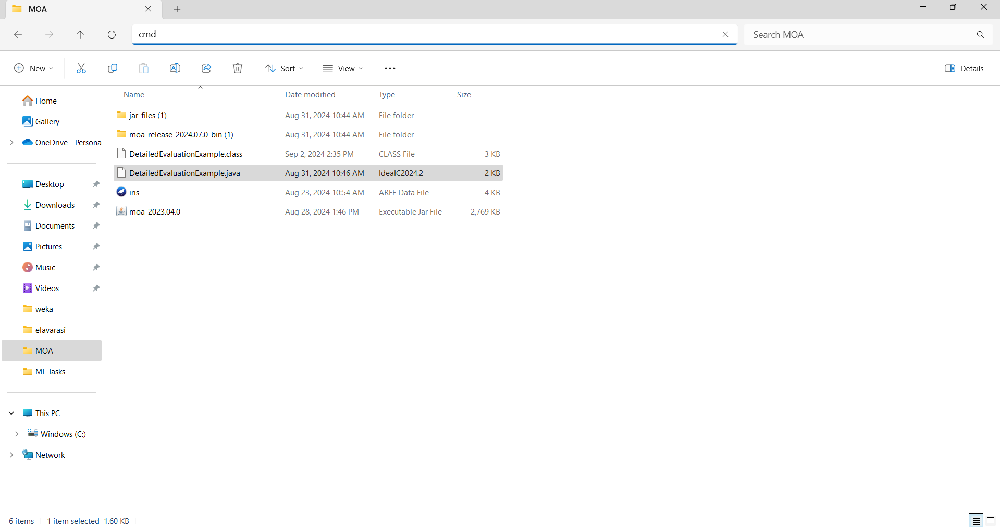 MOA
cmd
Search MOA
New
Sort
View
Details
Name Date modified Type Size
jar_files (1) Aug 31, 2024 10:44 AM File folder
moa-release-2024.07.0-bin (1) Aug 31, 2024 10:44 AM File folder
DetailedEvaluationExample.class Sep 2, 2024 2:35 PM CLASS File 3 KB
DetailedEvaluationExample.java Aug 31, 2024 10:46 AM IdeaIC2024.2 2 KB
iris Aug 23, 2024 10:54 AM ARFF Data File 4 KB
moa-2023.04.0 Aug 28, 2024 1:46 PM Executable Jar File 2,769 KB
Home
Gallery
OneDrive - Persona
Desktop
Downloads
Documents
Pictures
Music
Videos
weka
elavarasi
MOA
ML Tasks
This PC
Windows (C:)
Network
6 items 1 item selected 1.60 KB